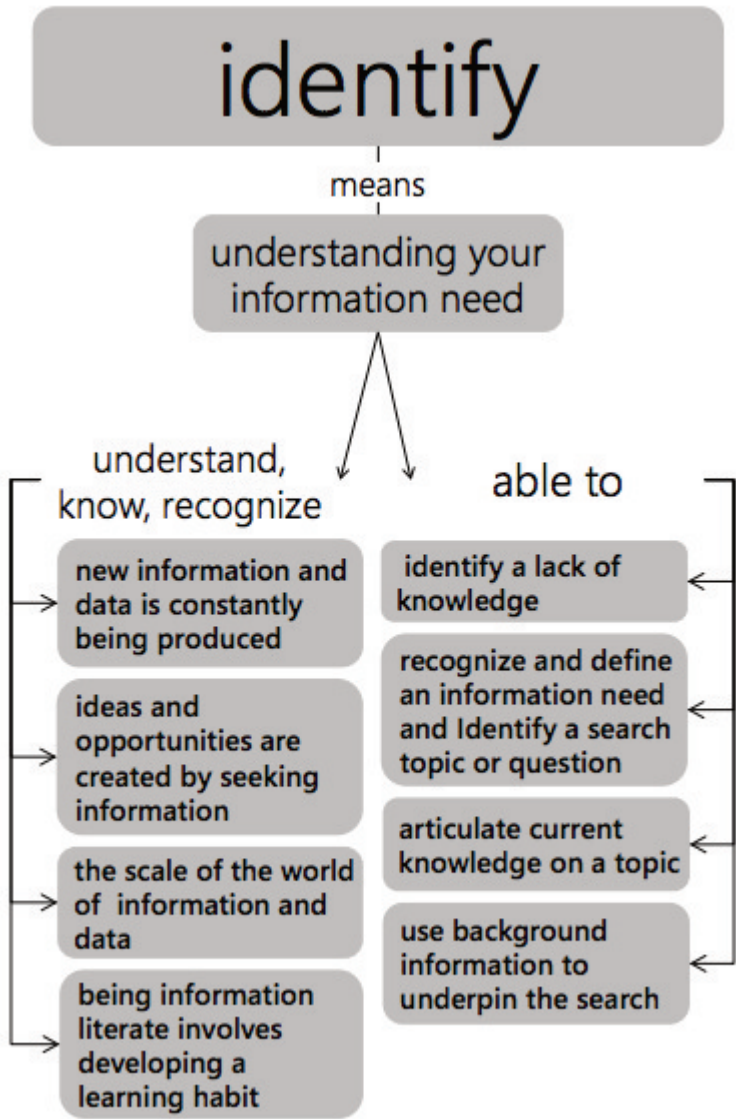 identify
means
understanding your
information need
understand,
know, recognize
new information and
data is constantly
being produced
ideas and
opportunities are
created by seeking
information
the scale of the world
of information and
data
being information
literate involves
developing a
learning habit
able to
identify a lack of
knowledge
recognize and define
an information need
and Identify a search
topic or question
articulate current
knowledge on a topic
use background
information to
underpin the search